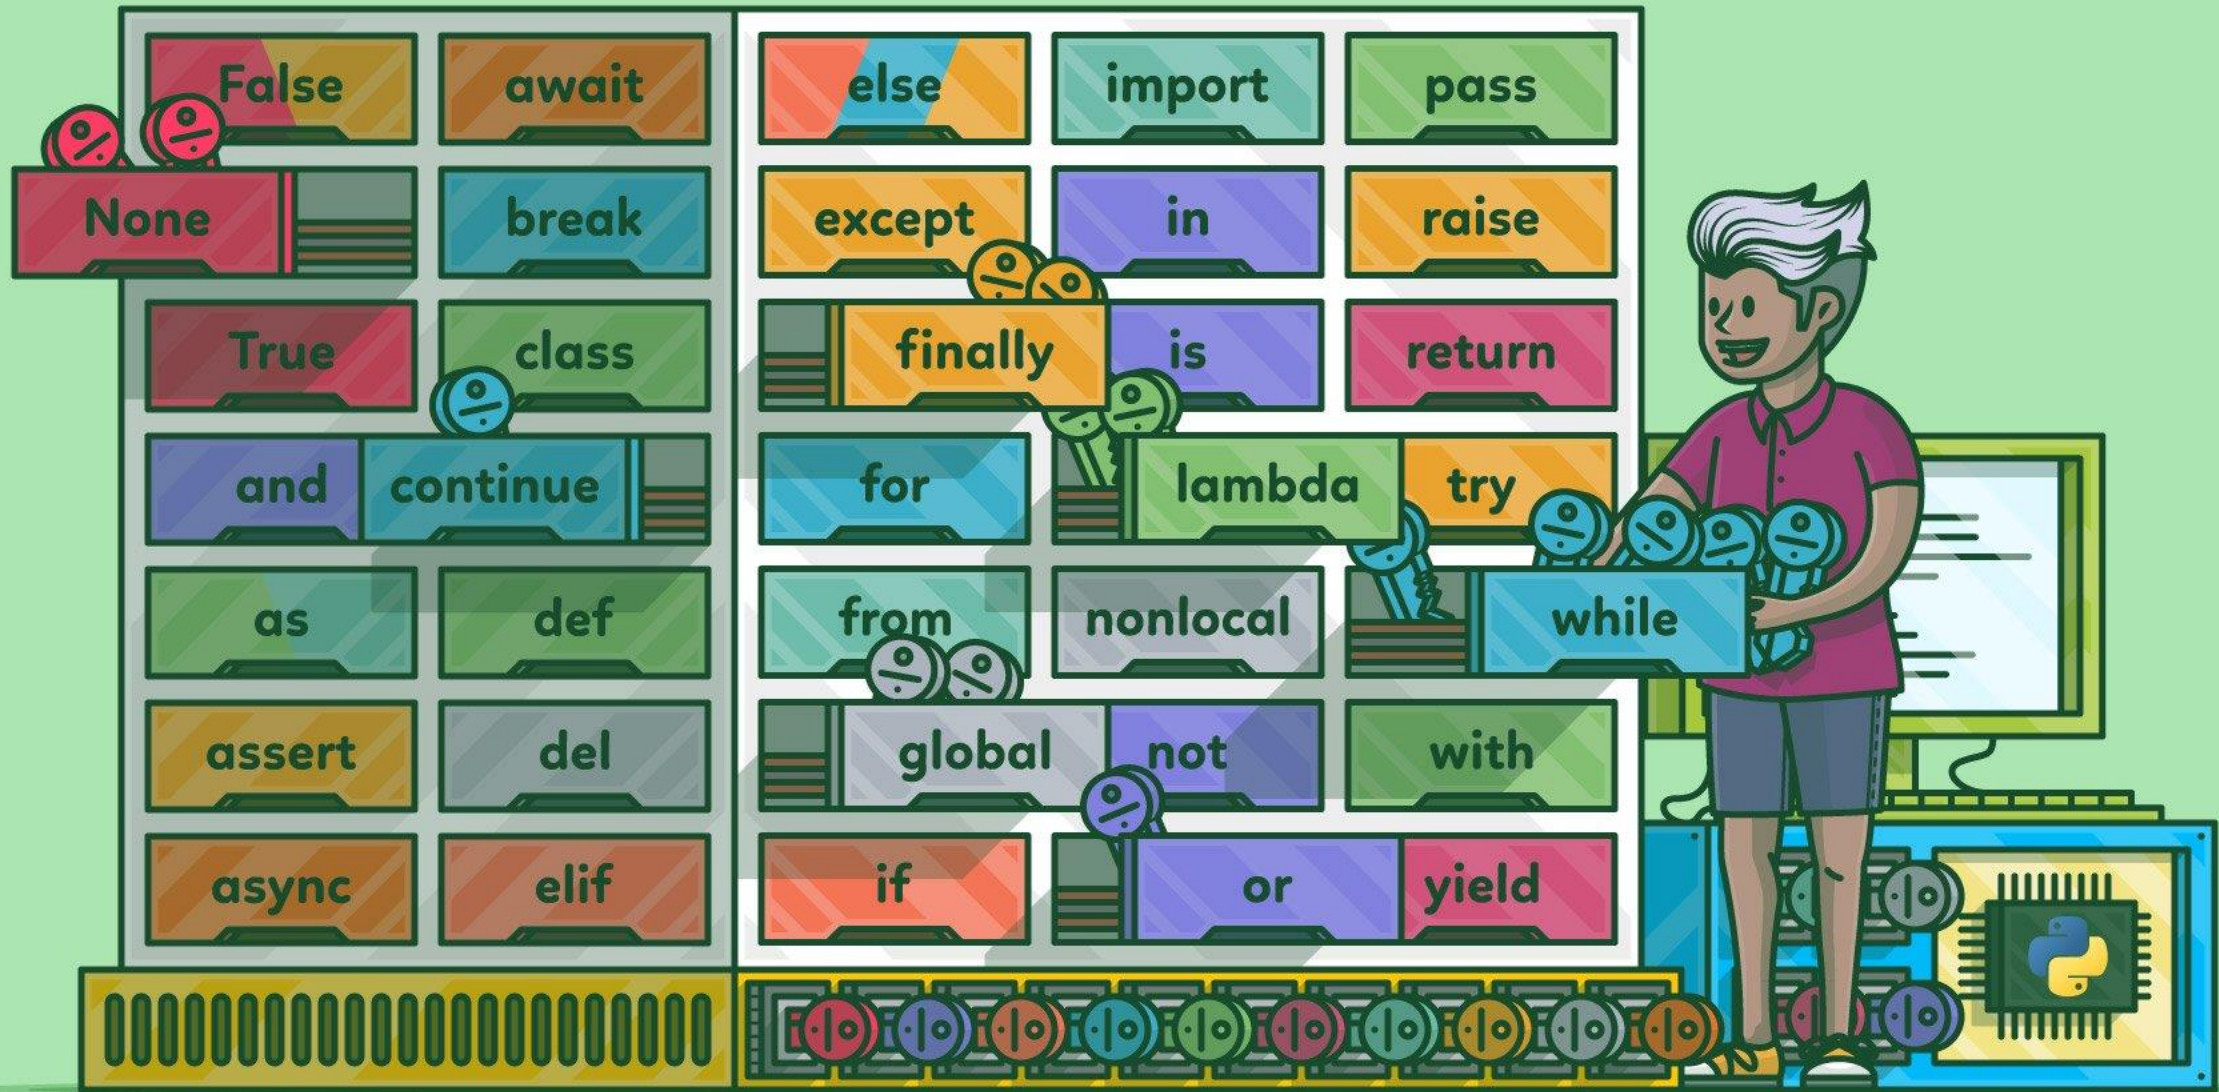 False await else import pass
None break except in raise
True class finally is return
and continue for lambda try
as def from nonlocal while
assert del global not with
async elif if or yield